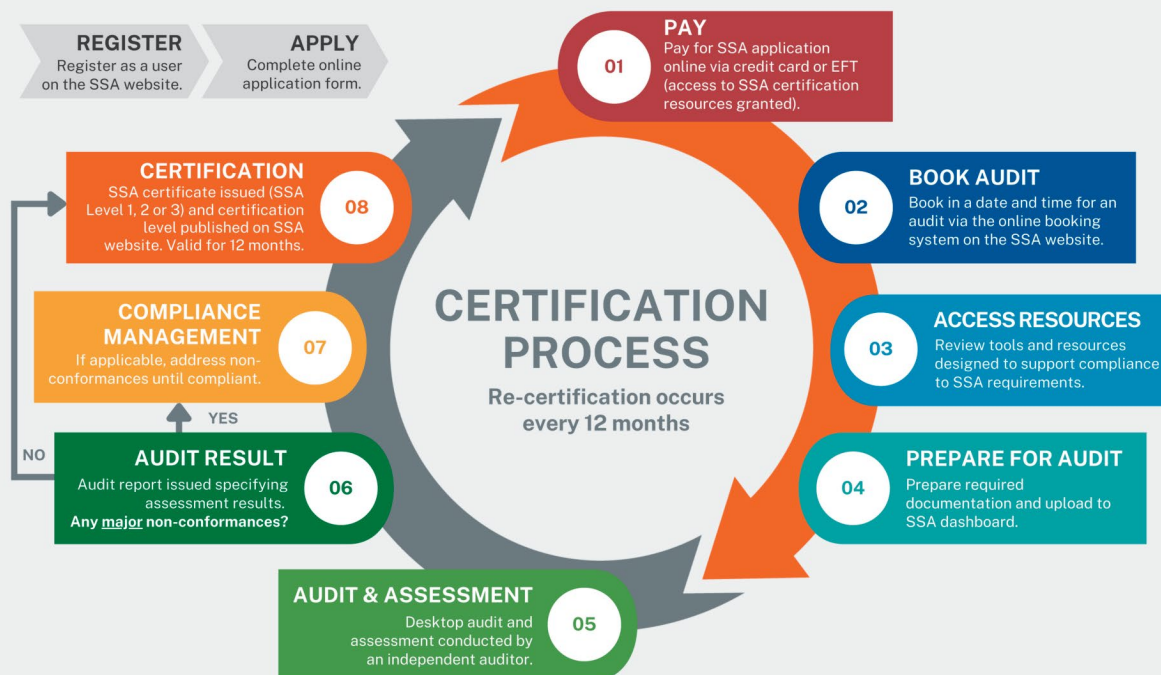 REGISTER
Register as a user
on the SSA website.
APPLY
Complete online
application form.
01
PAY
Pay for SSA application
online via credit card or EFT
(access to SSA certification
resources granted).
02
BOOK AUDIT
Book in a date and time for an
audit via the online booking
system on the SSA website.
03
ACCESS RESOURCES
Review tools and resources
designed to support compliance
to SSA requirements.
04
PREPARE FOR AUDIT
Prepare required
documentation and upload to
SSA dashboard.
AUDIT & ASSESSMENT
Desktop audit and
assessment conducted by
an independent auditor.
05
AUDIT RESULT
Audit report issued specifying
assessment results.
Any major non-conformances?
06
YES
NO
COMPLIANCE
MANAGEMENT
If applicable, address non-
conformances until compliant.
07
CERTIFICATION
SSA certificate issued (SSA
Level 1, 2 or 3) and certification
level published on SSA
website. Valid for 12 months.
08
CERTIFICATION
PROCESS
Re-certification occurs
every 12 months